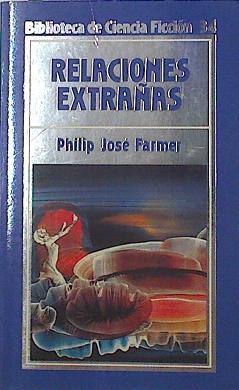 Biblioteca de Ciencia Ficción 34
RELACIONES
EXTRAÑAS
Philip José Farmer